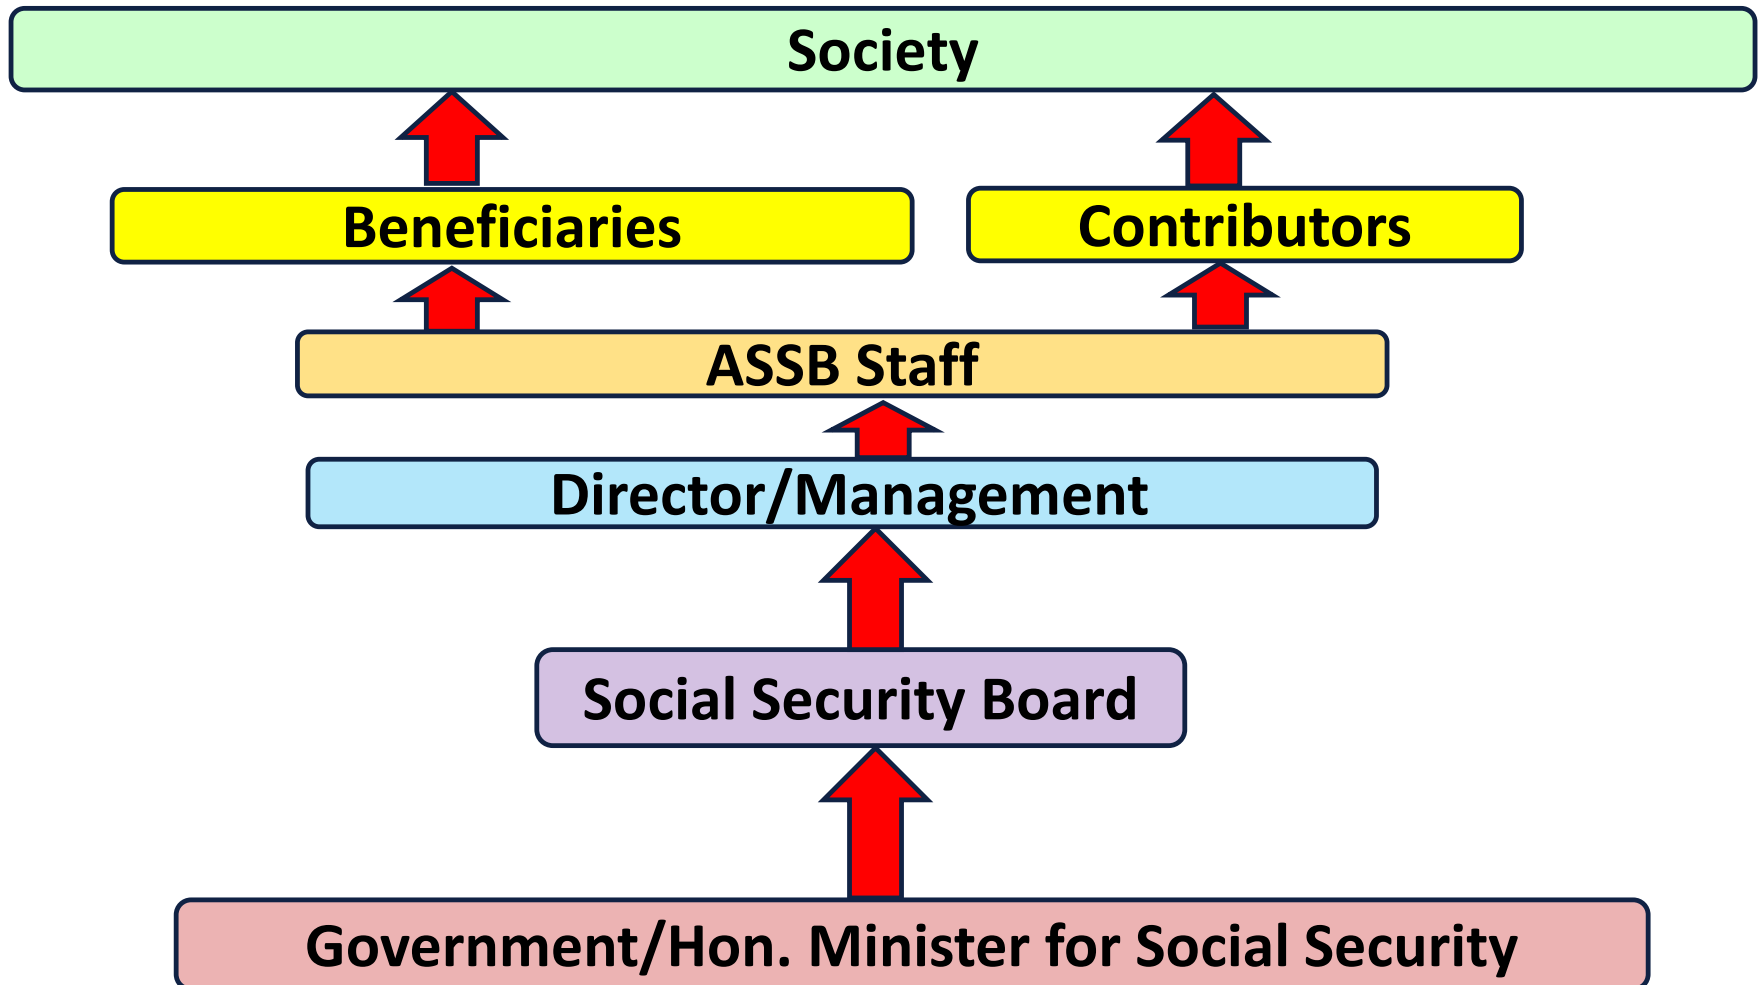 Society
Beneficiaries
Contributors
ASSB Staff
Director/Management
Social Security Board
Government/Hon. Minister for Social Security